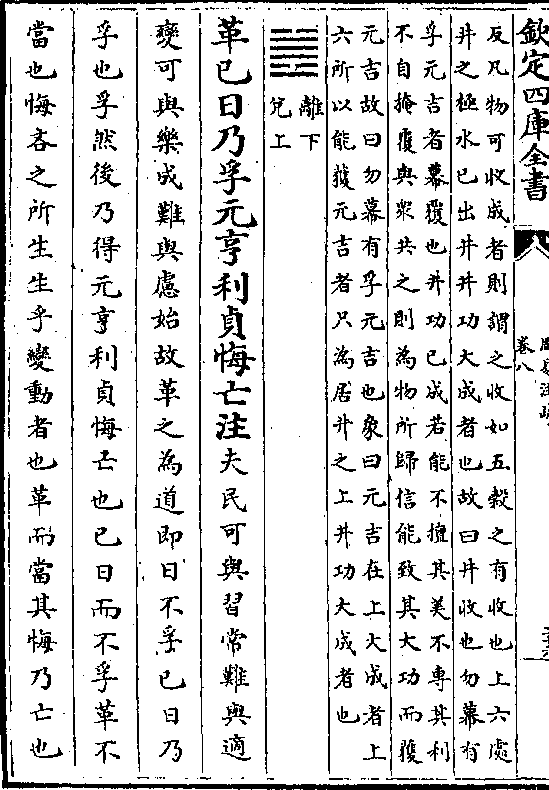 欽定四庫全書
卷八
反凡物可收成者則謂之收如五穀之有收也上六處
井之極水已出井井功大成者也故曰井收也勿幕有
孚元吉者幕覆也井功已成若能不擅其美不專其利
不自掩覆與衆共之則為物所歸信能致其大功而獲
元吉故曰勿幕有孚元吉也象曰元吉在上大成者上
六所以能獲元吉者只為居井之上井功大成者也
離下
兌上
革已日乃孚元亨利貞悔亡注夫民可與習常難與適
變可與樂成難與慮始故革之為道即日不孚已日乃
孚也孚然後乃得元亨利貞悔亡也已日而不孚革不
當也悔吝之所生生乎變動者也革而當其悔乃亡也